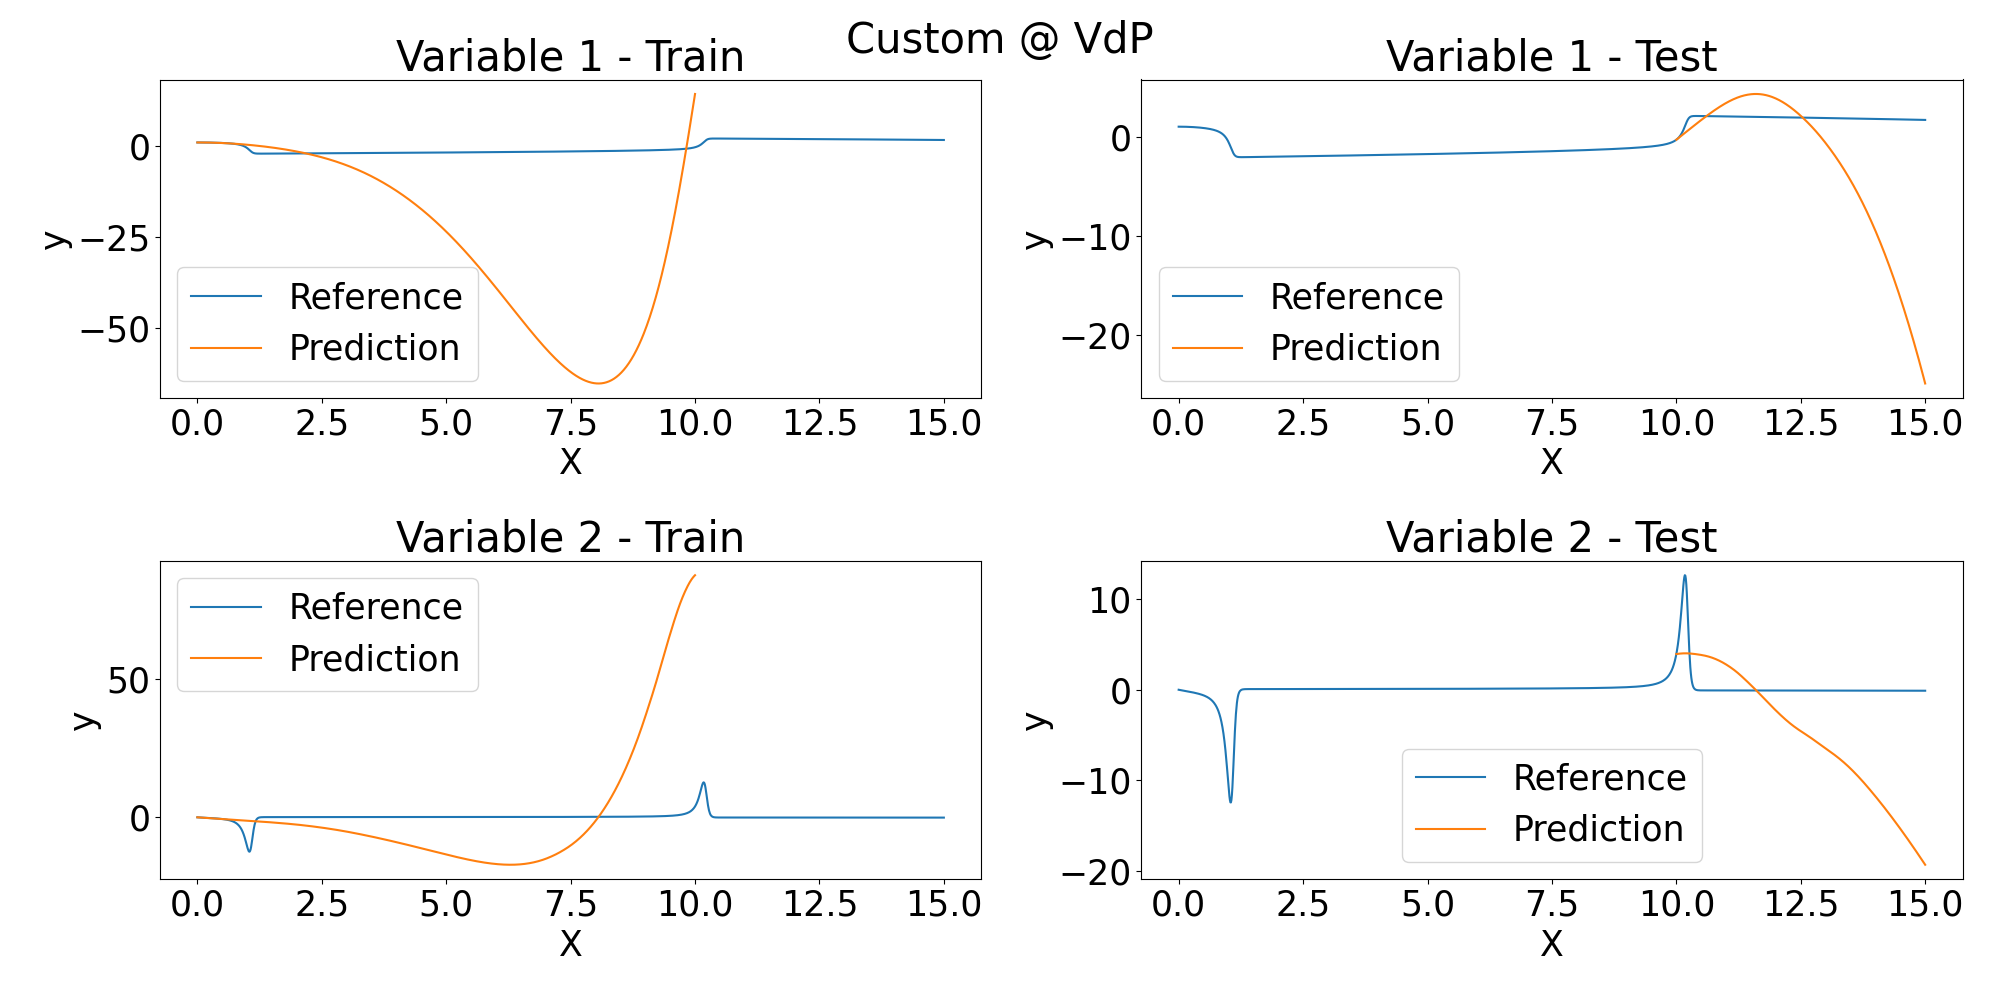 Custom @ VdP
Variable 1 - Train
0
−25
−50
y
Reference
Prediction
0.0 2.5 5.0 7.5 10.0 12.5 15.0
X
Variable 1 - Test
0
−10
−20
y
Reference
Prediction
0.0 2.5 5.0 7.5 10.0 12.5 15.0
X
Variable 2 - Train
50
0
y
Reference
Prediction
0.0 2.5 5.0 7.5 10.0 12.5 15.0
X
Variable 2 - Test
10
0
−10
−20
y
Reference
Prediction
0.0 2.5 5.0 7.5 10.0 12.5 15.0
X